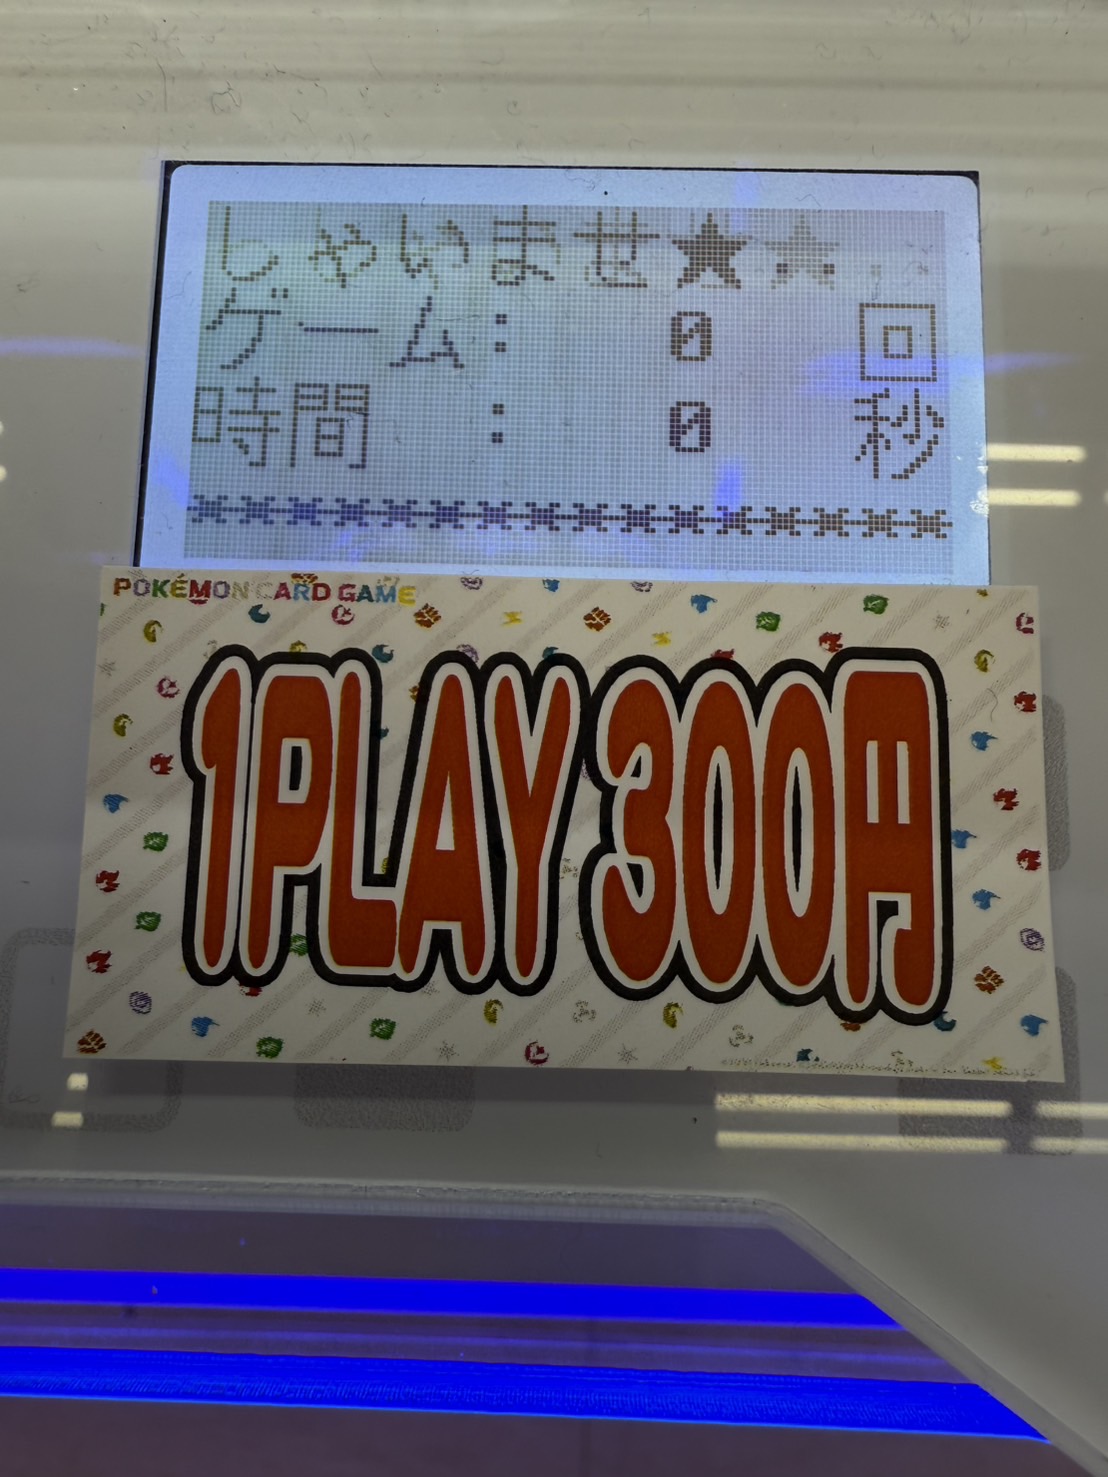 しゃいませ★★
ゲーム: 0 回
時間 : 0 秒
POKÉMON CARD GAME
1PLAY 300円